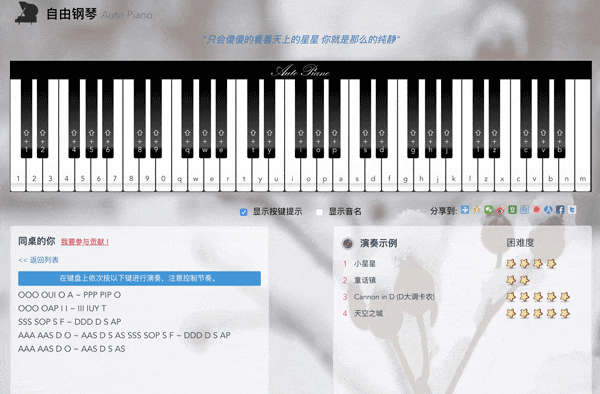 自由钢琴 Auto Piano
"只会傻傻的看着天上的星星 你就是那么的纯静"
Auto Piano
⇧ ⇧ ⇧ ⇧ ⇧ ⇧ ⇧ ⇧ ⇧ ⇧ ⇧ ⇧ ⇧ ⇧ ⇧ ⇧ ⇧ ⇧ ⇧ ⇧ ⇧ ⇧ ⇧ ⇧ ⇧
+ + + + + + + + + + + + + + + + + + + + + + + + +
1 2 4 5 6 8 9 q w e t y i o p s d g h j l z c v b
1 2 3 4 5 6 7 8 9 0 q w e r t y u i o p a s d f g h j k l z x c v b n m
显示按键提示 显示音名 分享到:
同桌的你 我要参与贡献 !
<< 返回列表
在键盘上依次按以下键进行演奏，注意控制节奏。
OOO OUI O A ~ PPP PIP O
OOO OAP I I ~ III IUY T
SSS SOP S F ~ DDD D S AP
AAA AAS D O ~ AAS D S AS SSS SOP S F ~ DDD D S AP
AAA AAS D O ~ AAS D S AS
演奏示例 困难度
1 小星星
2 童话镇
3 Cannon in D (D大调卡农)
4 天空之城